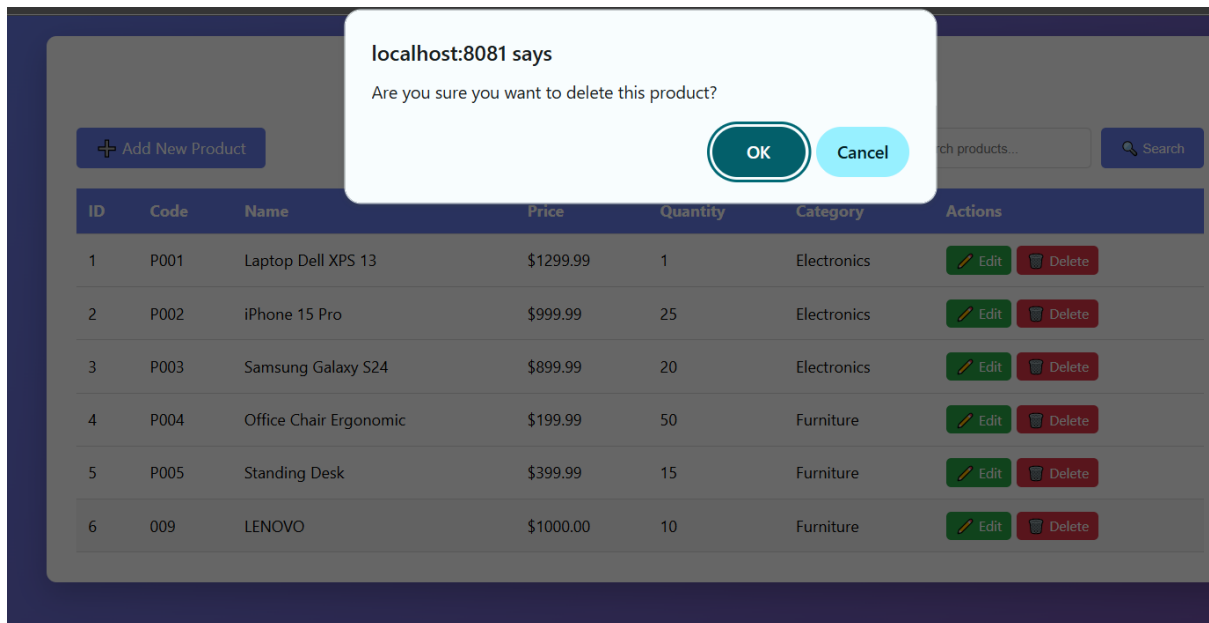 localhost:8081 says
Are you sure you want to delete this product?
OK Cancel
Add New Product
products... Search
ID Code Name Price Quantity Category Actions
1 P001 Laptop Dell XPS 13 $1299.99 1 Electronics Edit Delete
2 P002 iPhone 15 Pro $999.99 25 Electronics Edit Delete
3 P003 Samsung Galaxy S24 $899.99 20 Electronics Edit Delete
4 P004 Office Chair Ergonomic $199.99 50 Furniture Edit Delete
5 P005 Standing Desk $399.99 15 Furniture Edit Delete
6 009 LENOVO $1000.00 10 Furniture Edit Delete